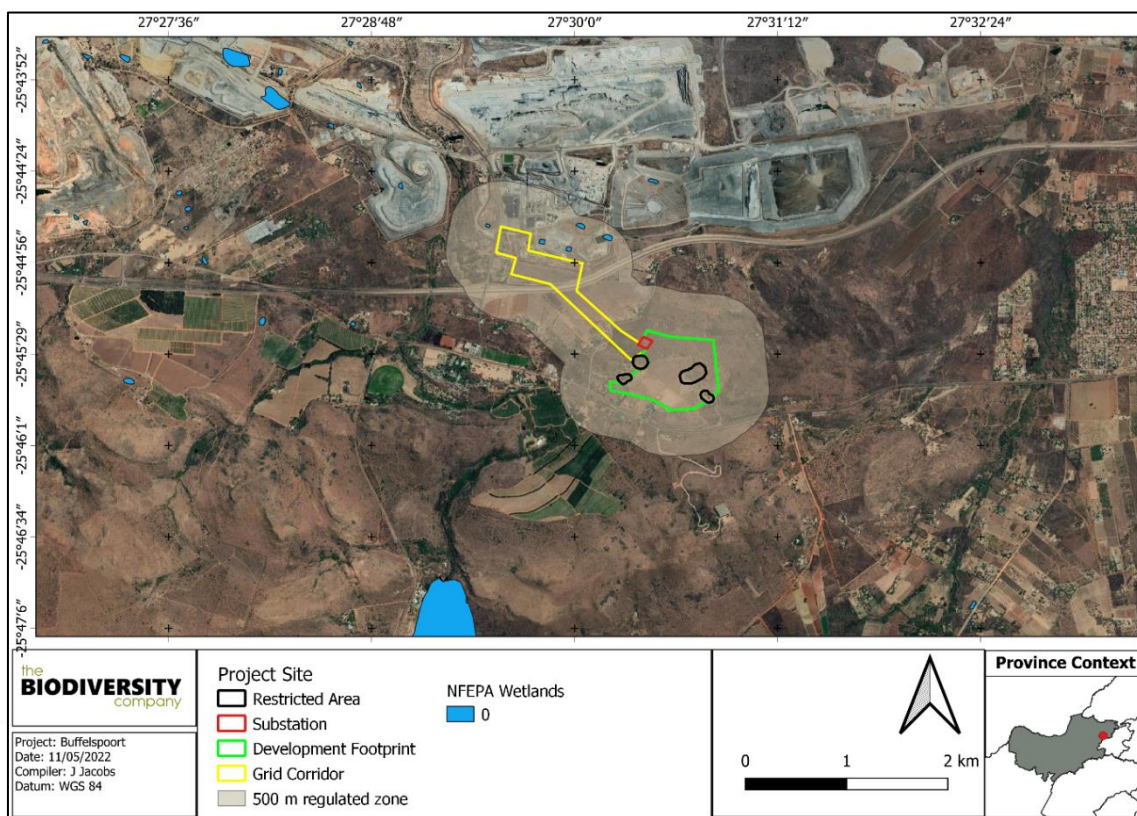 27°27′36″ 27°28′48″ 27°30′0″ 27°31′12″ 27°32′24″
-25°43′52″
-25°44′24″
-25°44′56″
-25°45′29″
-25°46′1″
-25°46′34″
-25°47′6″
the
BIODIVERSITY
company
Project: Buffelspoort
Date: 11/05/2022
Compiler: J Jacobs
Datum: WGS 84
Project Site
Restricted Area
Substation
Development Footprint
Grid Corridor
500 m regulated zone
NFEPA Wetlands
0
0 1 2 km
Province Context